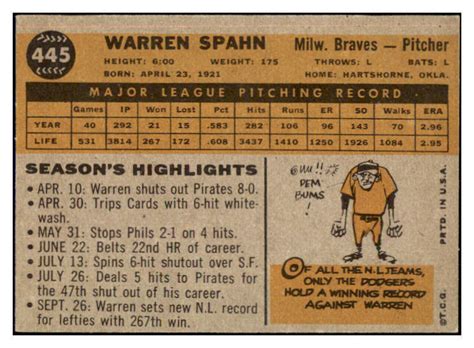 445
WARREN SPAHN
Milw. Braves — Pitcher
HEIGHT: 6:00 WEIGHT: 175 THROWS: L BATS: L
BORN: APRIL 23, 1921 HOME: HARTSHORNE, OKLA.
MAJOR LEAGUE PITCHING RECORD
Games IP Won Lost Pct. Hits Runs ER SO Walks ERA
YEAR 40 292 21 15 .583 282 106 96 143 70 2.96
LIFE 531 3814 267 172 .608 3437 1410 1228 1926 1084 2.95
SEASON'S HIGHLIGHTS
• APR. 10: Warren shuts out Pirates 8-0.
• APR. 30: Trips Cards with 6-hit white-
wash.
• MAY 31: Stops Phils 2-1 on 4 hits.
• JUNE 22: Belts 22nd HR of career.
• JULY 13: Spins 6-hit shutout over S.F.
• JULY 26: Deals 5 hits to Pirates for
the 47th shut out of his career.
• SEPT. 26: Warren sets new N.L. record
for lefties with 267th win.
DEM
BUMS!
OF ALL THE N.L. TEAMS,
ONLY THE DODGERS
HOLD A WINNING RECORD
AGAINST WARREN
©T.C.G. PRTD. IN U.S.A.